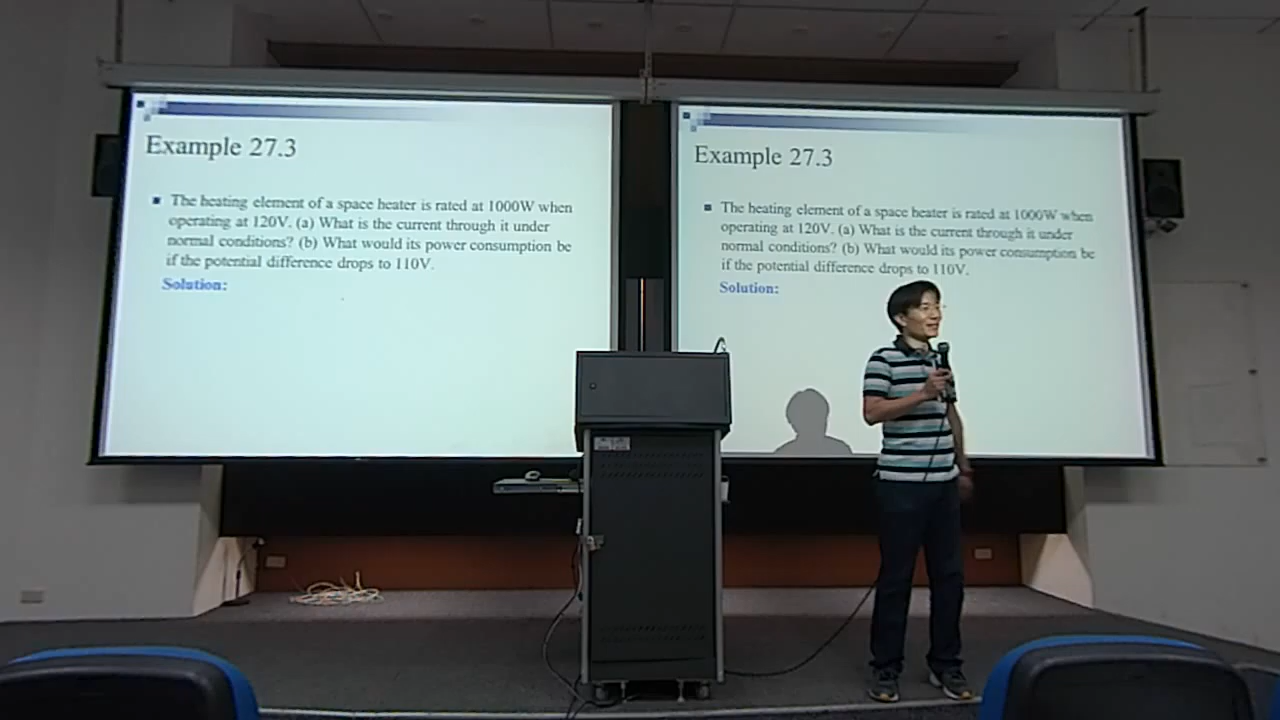 Example 27.3
The heating element of a space heater is rated at 1000W when
operating at 120V. (a) What is the current through it under
normal conditions? (b) What would its power consumption be
if the potential difference drops to 110V.
Solution:
Example 27.3
The heating element of a space heater is rated at 1000W when
operating at 120V. (a) What is the current through it under
normal conditions? (b) What would its power consumption be
if the potential difference drops to 110V.
Solution: